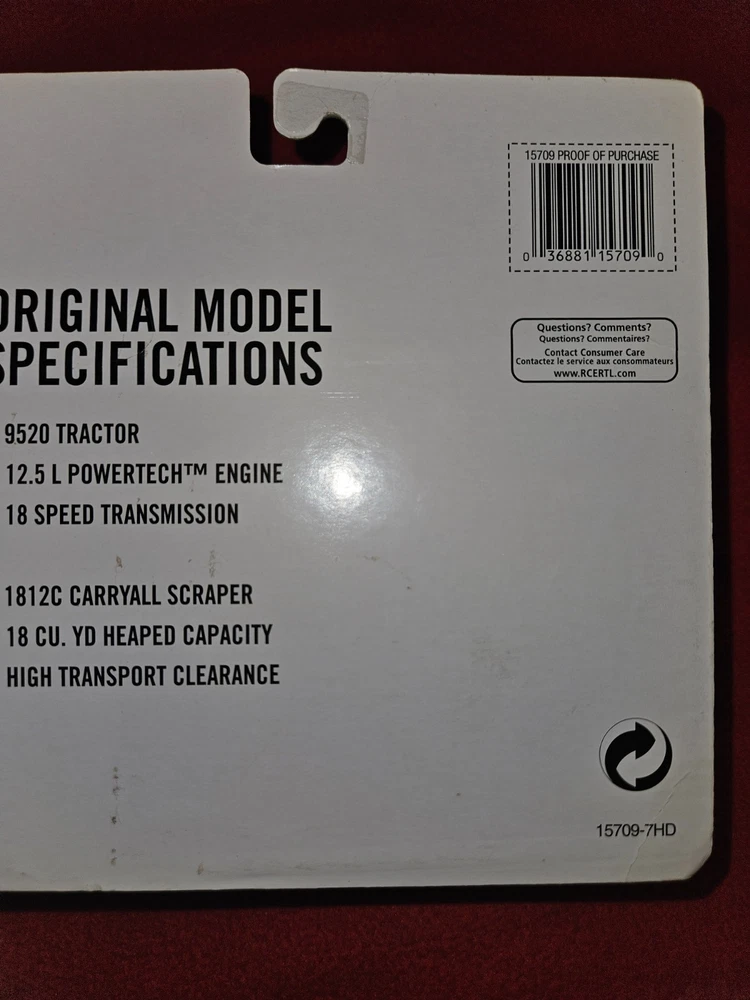 15709 PROOF OF PURCHASE
0 36881 15709 0
Questions? Comments?
Questions? Commentaires?
Contact Consumer Care
Contactez le service aux consommateurs
www.RCERTL.com
ORIGINAL MODEL
SPECIFICATIONS
9520 TRACTOR
12.5 L POWERTECH™ ENGINE
18 SPEED TRANSMISSION
1812C CARRYALL SCRAPER
18 CU. YD HEAPED CAPACITY
HIGH TRANSPORT CLEARANCE
15709-7HD